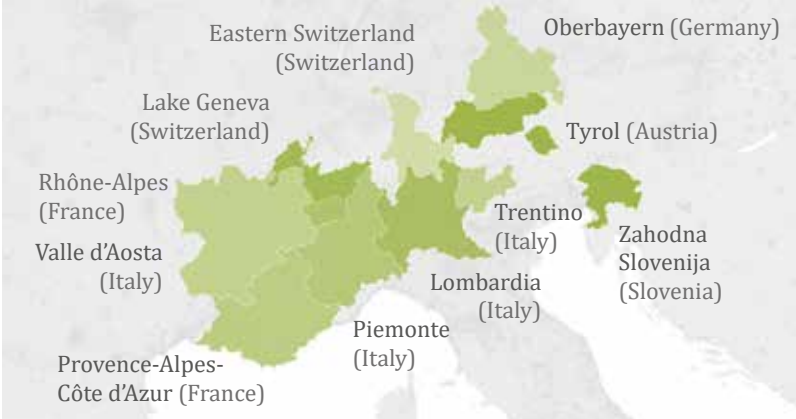 Eastern Switzerland
(Switzerland)
Oberbayern (Germany)
Lake Geneva
(Switzerland)
Tyrol (Austria)
Rhône-Alpes
(France)
Trentino
(Italy)
Valle d'Aosta
(Italy)
Zahodna
Slovenija
(Slovenia)
Lombardia
(Italy)
Piemonte
(Italy)
Provence-Alpes-
Côte d'Azur (France)